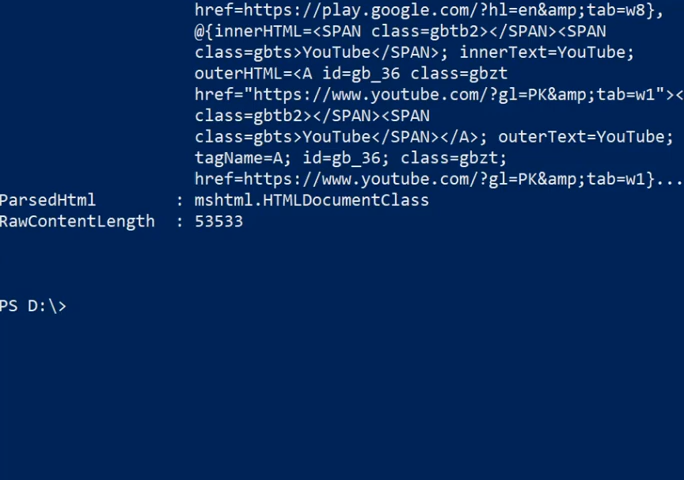 href=https://play.google.com/?hl=en&amp;tab=w8},
@{innerHTML=<SPAN class=gbtb2></SPAN><SPAN
class=gbts>YouTube</SPAN>; innerText=YouTube;
outerHTML=<A id=gb_36 class=gbzt
href="https://www.youtube.com/?gl=PK&amp;tab=w1"><
class=gbtb2></SPAN><SPAN
class=gbts>YouTube</SPAN></A>; outerText=YouTube;
tagName=A; id=gb_36; class=gbzt;
href=https://www.youtube.com/?gl=PK&amp;tab=w1}...
ParsedHtml : mshtml.HTMLDocumentClass
RawContentLength : 53533
PS D:\>